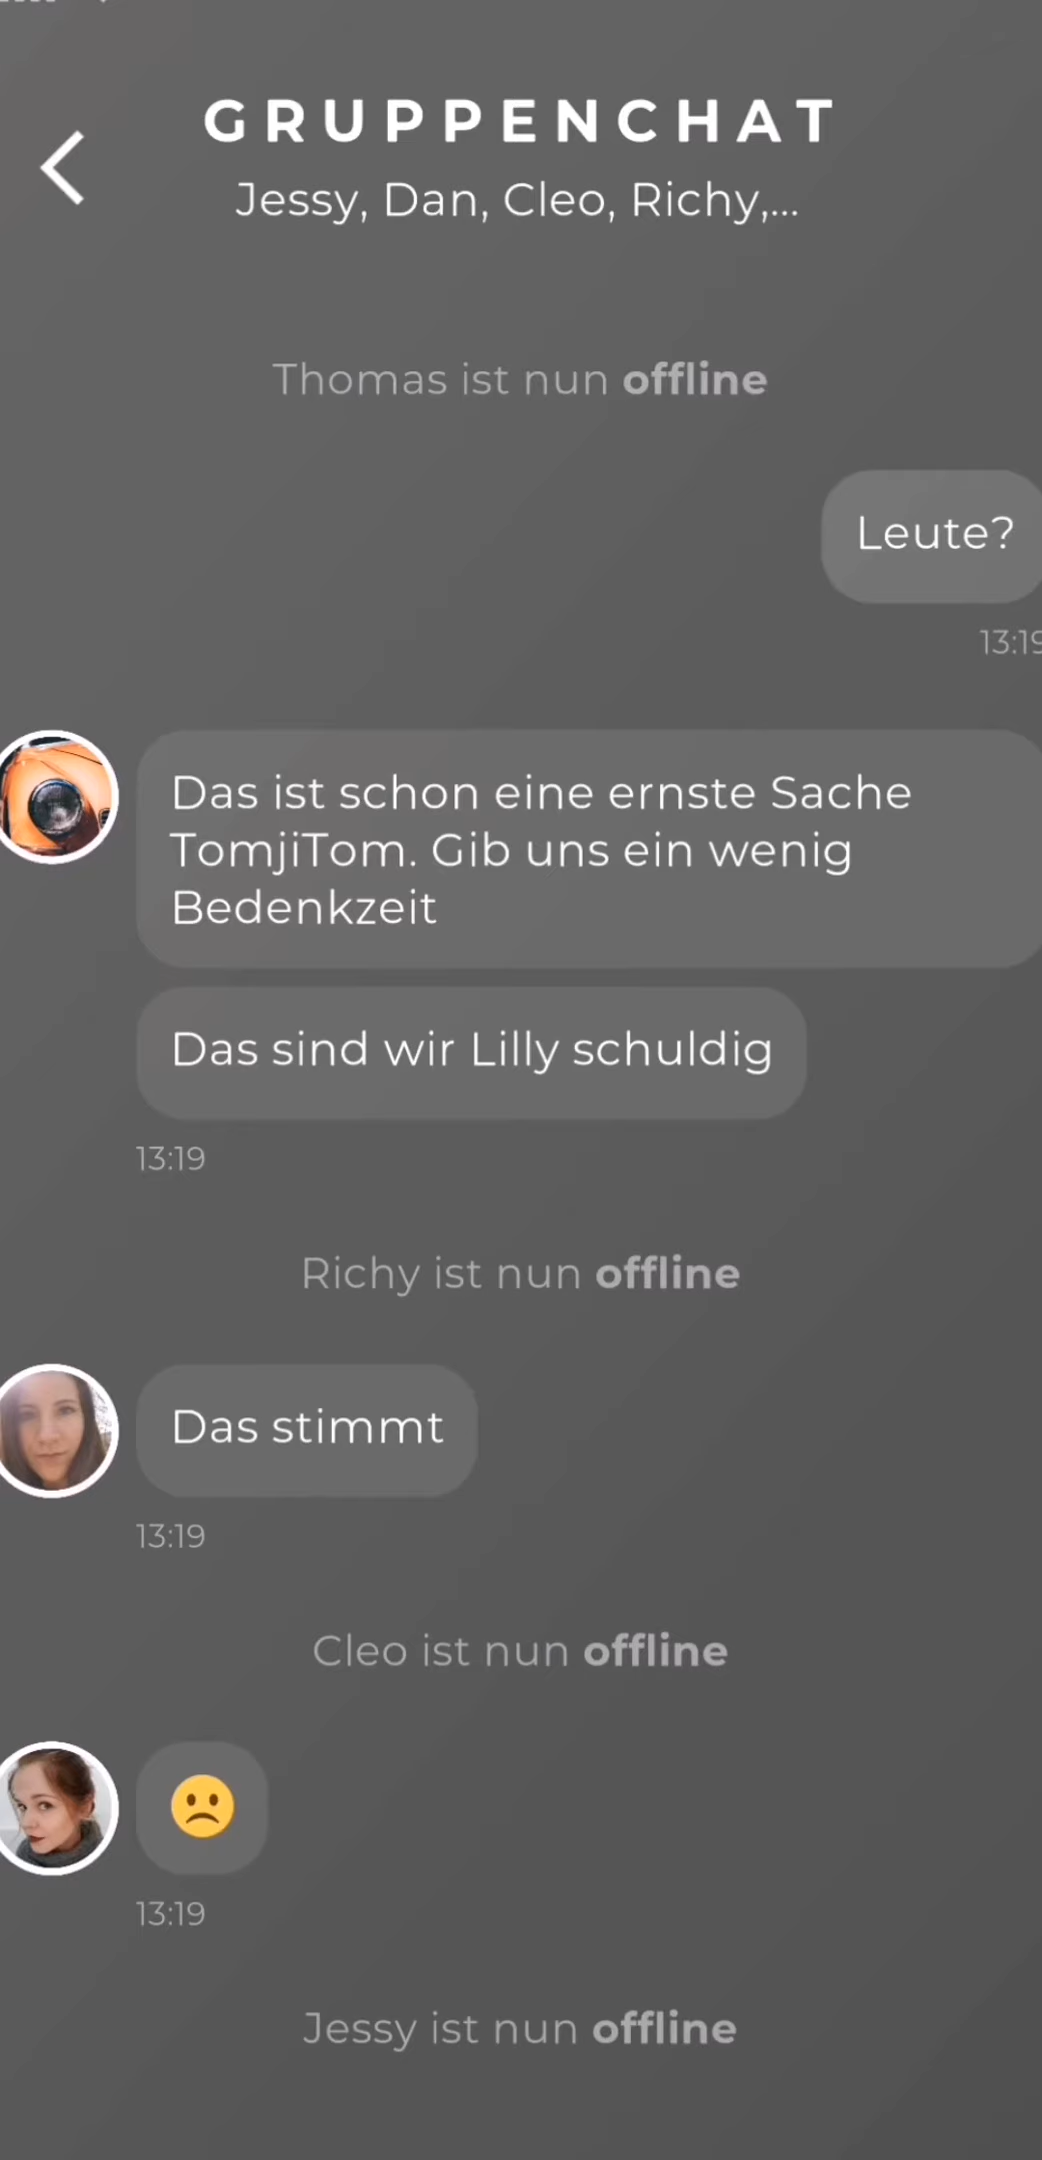 GRUPPENCHAT
Jessy, Dan, Cleo, Richy,...
Thomas ist nun offline
Leute?
13:19
Das ist schon eine ernste Sache
TomjiTom. Gib uns ein wenig
Bedenkzeit
Das sind wir Lilly schuldig
13:19
Richy ist nun offline
Das stimmt
13:19
Cleo ist nun offline
13:19
Jessy ist nun offline